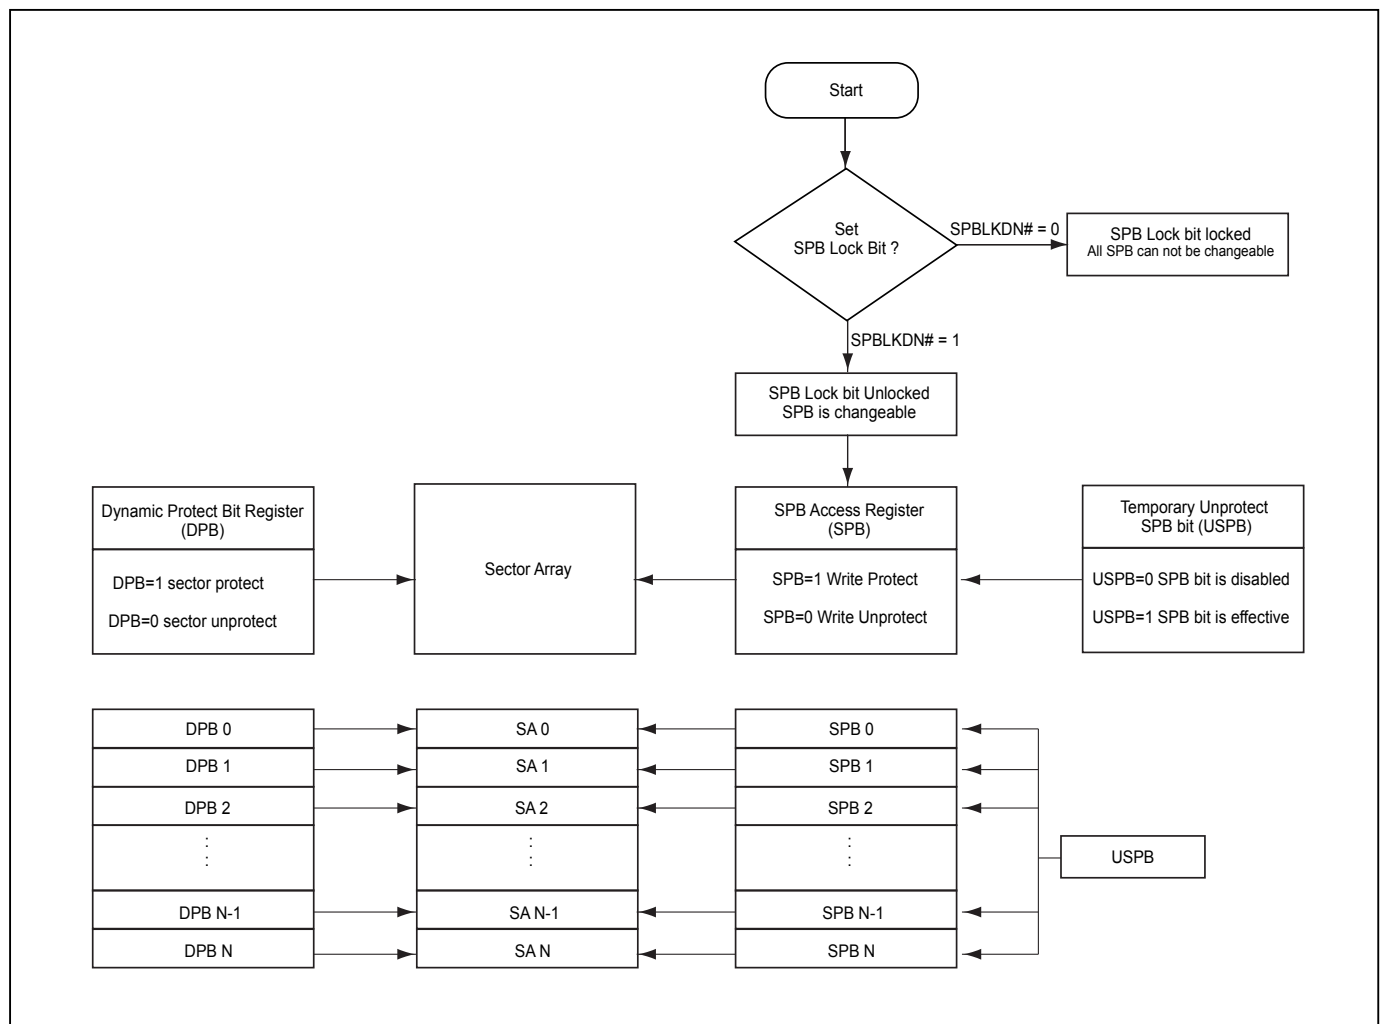 Start
Set
SPB Lock Bit ?
SPBLKDN# = 0
SPB Lock bit locked
All SPB can not be changeable
SPBLKDN# = 1
SPB Lock bit Unlocked
SPB is changeable
Dynamic Protect Bit Register
(DPB)
DPB=1 sector protect
DPB=0 sector unprotect
Sector Array
SPB Access Register
(SPB)
SPB=1 Write Protect
SPB=0 Write Unprotect
Temporary Unprotect
SPB bit (USPB)
USPB=0 SPB bit is disabled
USPB=1 SPB bit is effective
DPB 0
SA 0
SPB 0
DPB 1
SA 1
SPB 1
DPB 2
SA 2
SPB 2
USPB
DPB N-1
SA N-1
SPB N-1
DPB N
SA N
SPB N